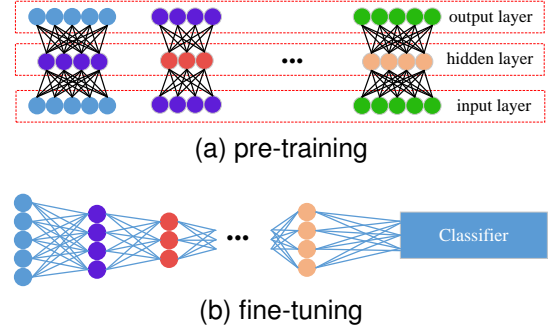 output layer
hidden layer
...
input layer
(a) pre-training
...
Classifier
(b) fine-tuning